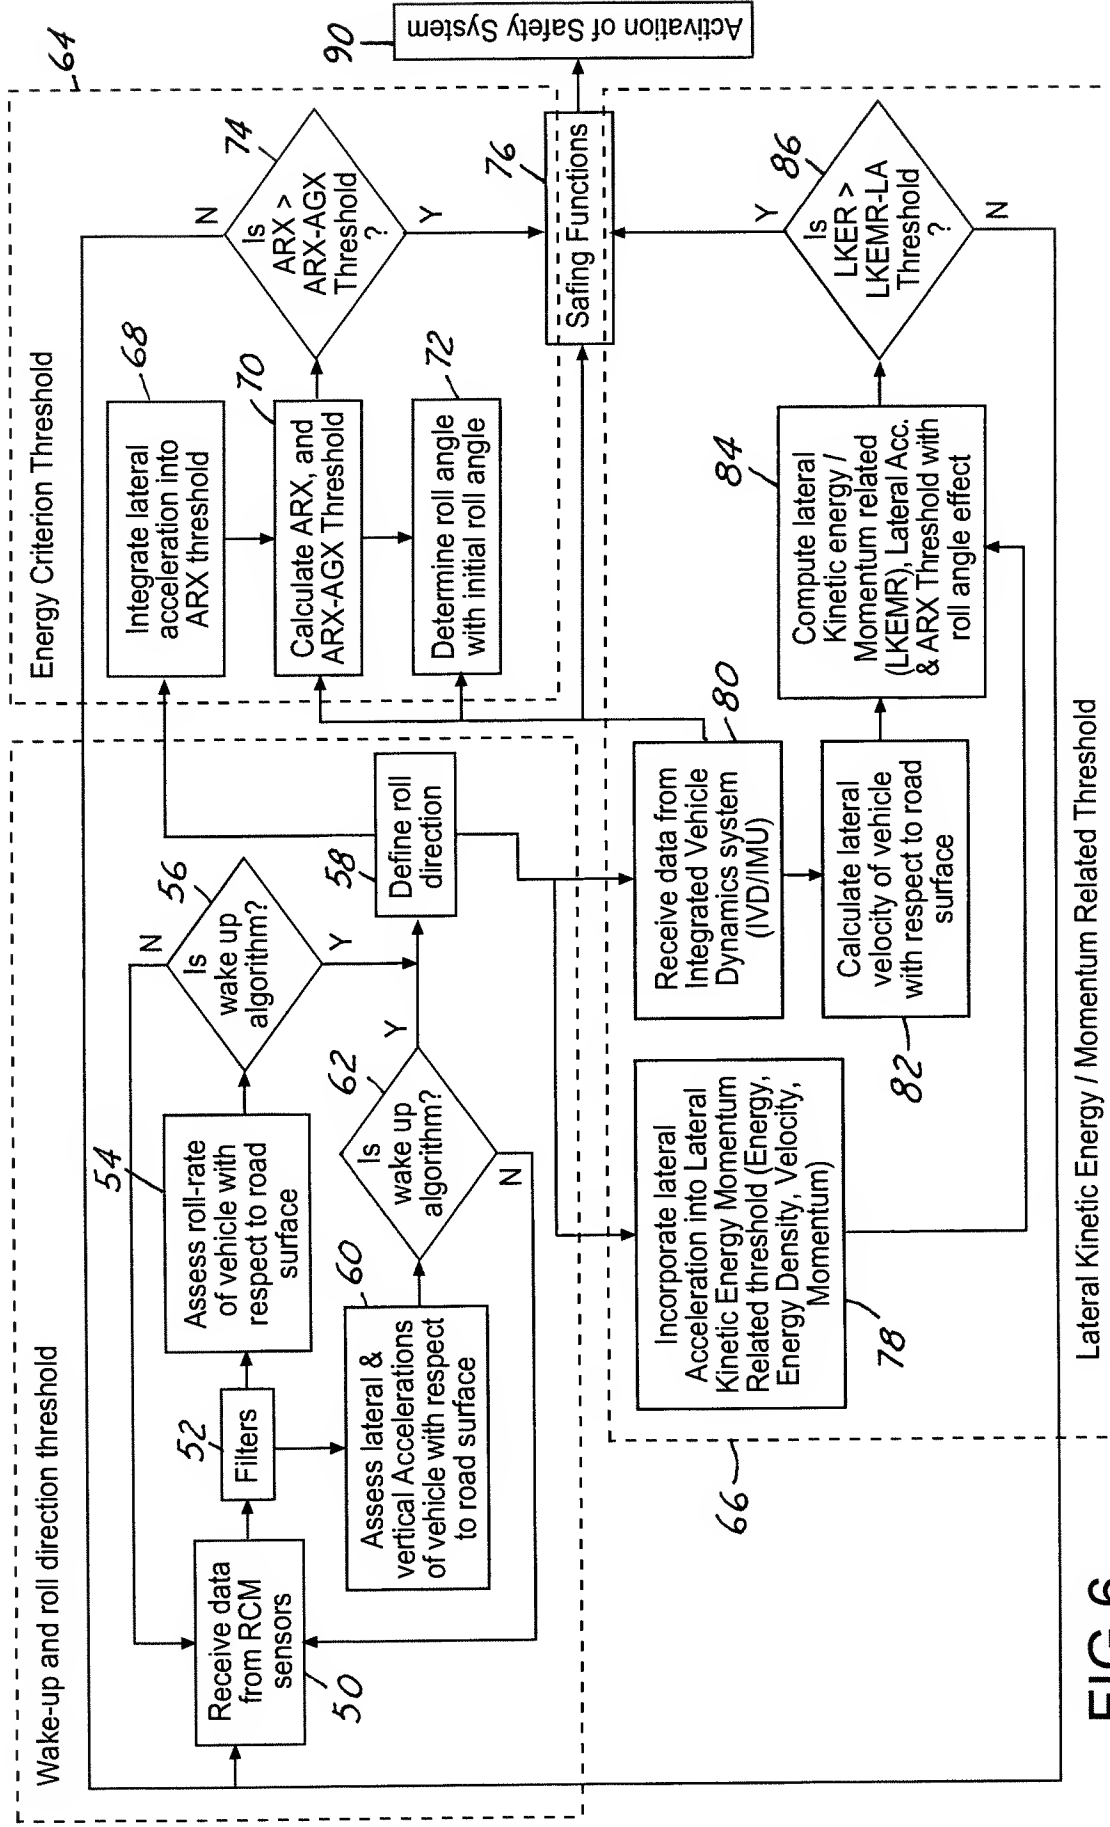 Wake-up and roll direction threshold
Receive data
from RCM
sensors
50
Filters
52
Assess roll-rate
of vehicle with
respect to road
surface
54
Is
wake up
algorithm?
56
N
Y
Assess lateral &
vertical Accelerations
of vehicle with respect
to road surface
60
Is
wake up
algorithm?
62
Y
N
Define roll
direction
58
Energy Criterion Threshold
64
Integrate lateral
acceleration into
ARX threshold
68
Calculate ARX, and
ARX-AGX Threshold
70
Determine roll angle
with initial roll angle
72
Is
ARX >
ARX-AGX
Threshold
?
74
N
Y
Safing Functions
76
Activation of Safety System
90
Incorporate lateral
Acceleration into Lateral
Kinetic Energy Momentum
Related threshold (Energy,
Energy Density, Velocity,
Momentum)
78
Receive data from
Integrated Vehicle
Dynamics system
(IVD/IMU)
80
Calculate lateral
velocity of vehicle
with respect to road
surface
82
Compute lateral
Kinetic energy /
Momentum related
(LKEMR), Lateral Acc.
& ARX Threshold with
roll angle effect
84
Is
LKER >
LKEMR-LA
Threshold
?
86
Y
N
66
Lateral Kinetic Energy / Momentum Related Threshold
FIG. 6